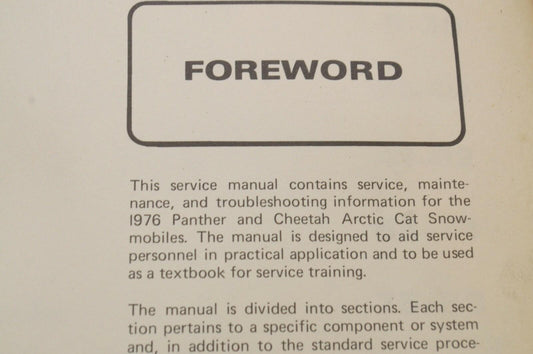 FOREWORD
This service manual contains service, mainte-
nance, and troubleshooting information for the
1976 Panther and Cheetah Arctic Cat Snow-
mobiles. The manual is designed to aid service
personnel in practical application and to be used
as a textbook for service training.
The manual is divided into sections. Each sec-
tion pertains to a specific component or system
and, in addition to the standard service proce-